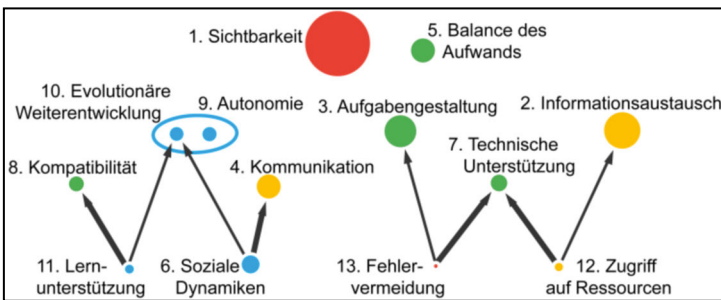 1. Sichtbarkeit
5. Balance des
Aufwands
10. Evolutionäre
Weiterentwicklung
9. Autonomie
3. Aufgabengestaltung
2. Informationsaustausch
7. Technische
Unterstützung
8. Kompatibilität
4. Kommunikation
11. Lern-
unterstützung
6. Soziale
Dynamiken
13. Fehler-
vermeidung
12. Zugriff
auf Ressourcen